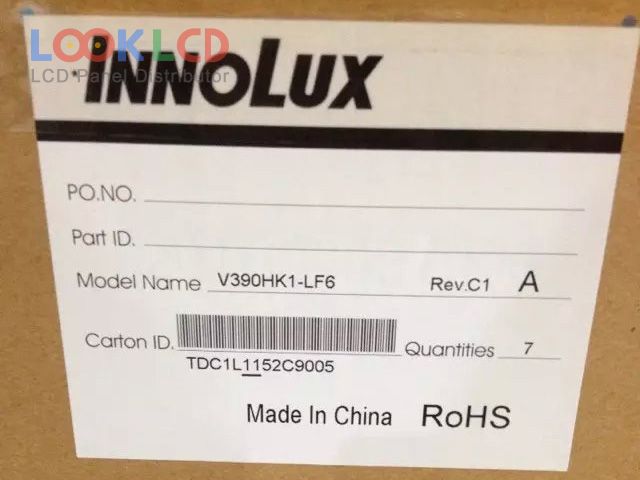 LOOKLCD
LCD Panel Distributor
INNOLUX
PO.NO.
Part ID.
Model Name V390HK1-LF6 Rev.C1 A
Carton ID. Quantities 7
TDC1L1152C9005
Made In China RoHS